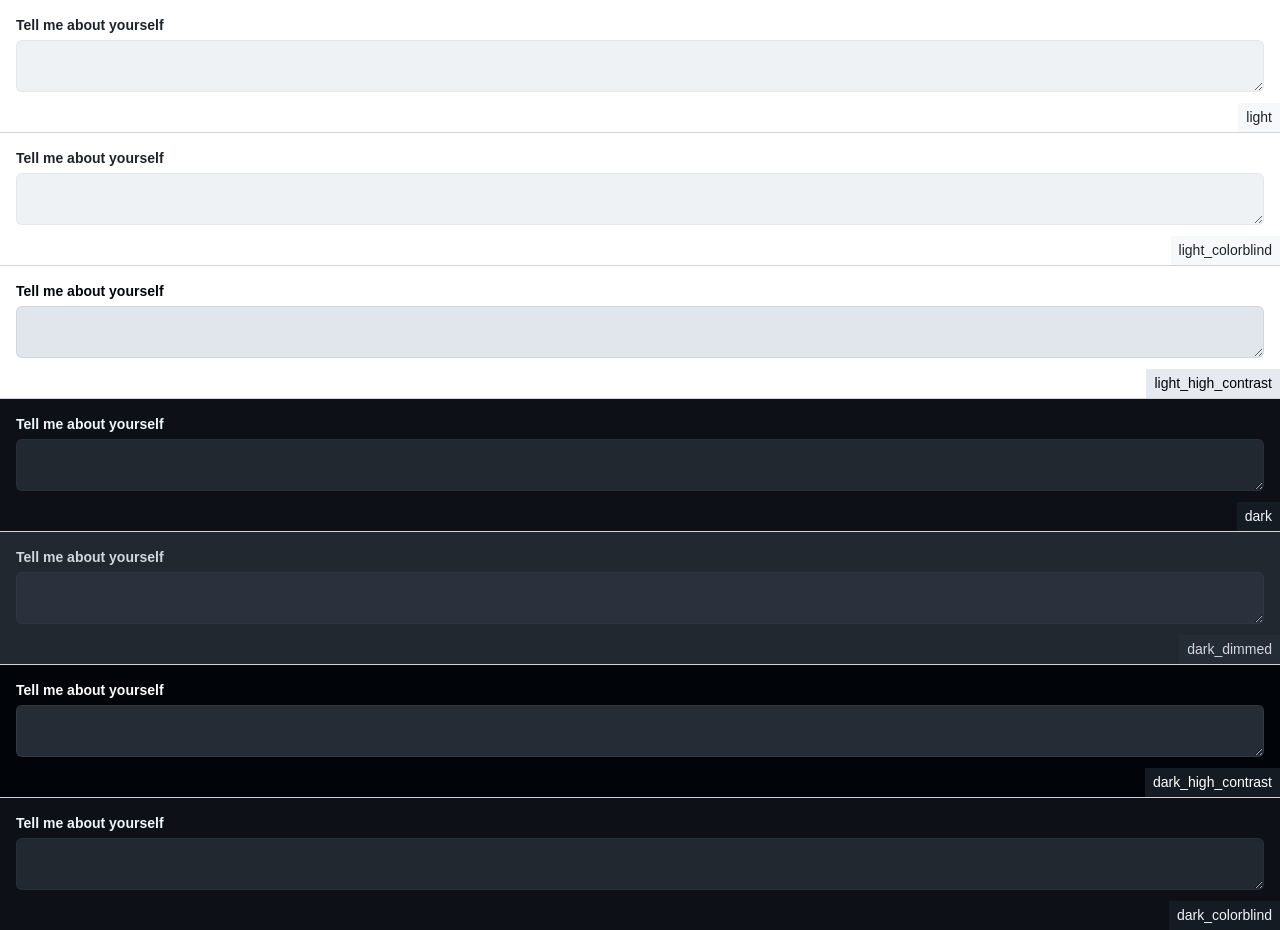 Tell me about yourself
light
Tell me about yourself
light_colorblind
Tell me about yourself
light_high_contrast
Tell me about yourself
dark
Tell me about yourself
dark_dimmed
Tell me about yourself
dark_high_contrast
Tell me about yourself
dark_colorblind